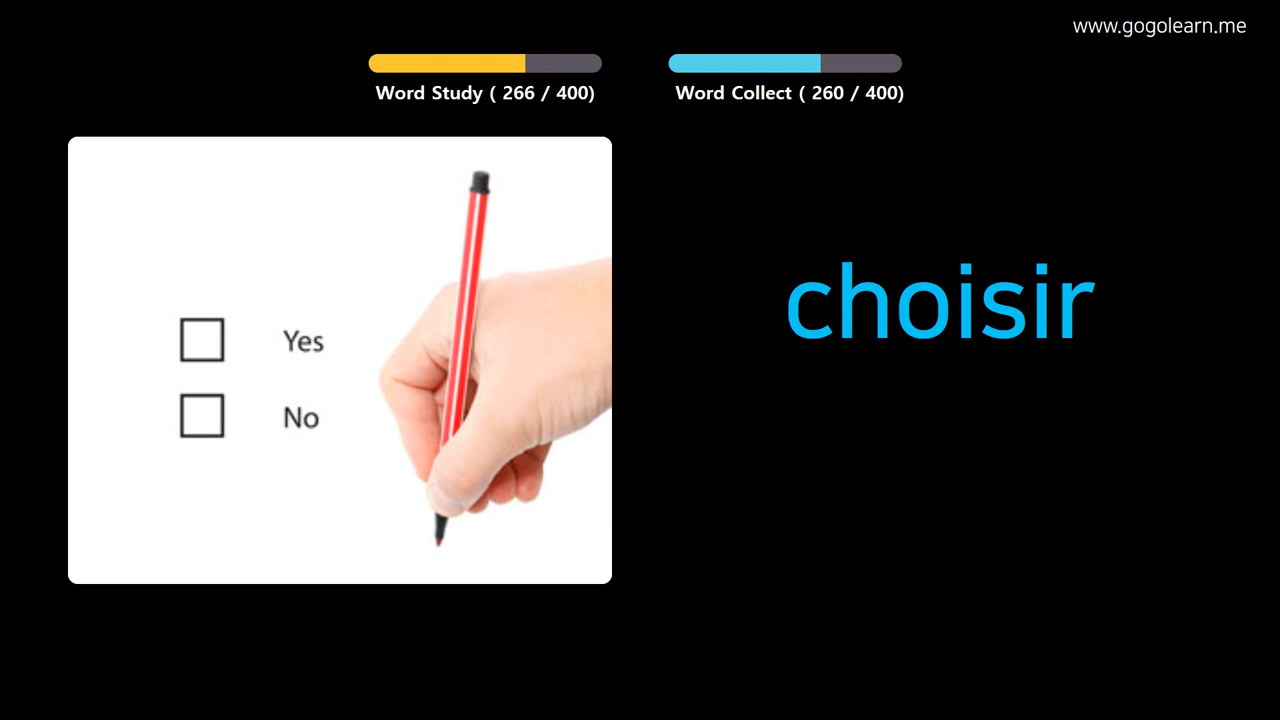 www.gogolearn.me
Word Study ( 266 / 400)
Word Collect ( 260 / 400)
choisir
Yes
No